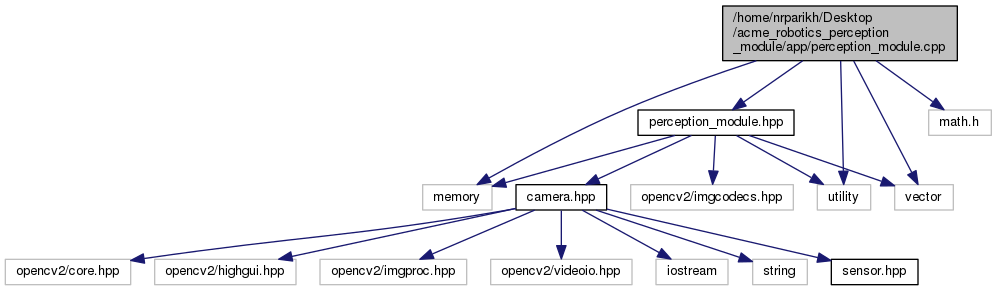 /home/nrparikh/Desktop
/acme_robotics_perception
_module/app/perception_module.cpp
perception_module.hpp
math.h
memory
camera.hpp
opencv2/imgcodecs.hpp
utility
vector
opencv2/core.hpp
opencv2/highgui.hpp
opencv2/imgproc.hpp
opencv2/videoio.hpp
iostream
string
sensor.hpp